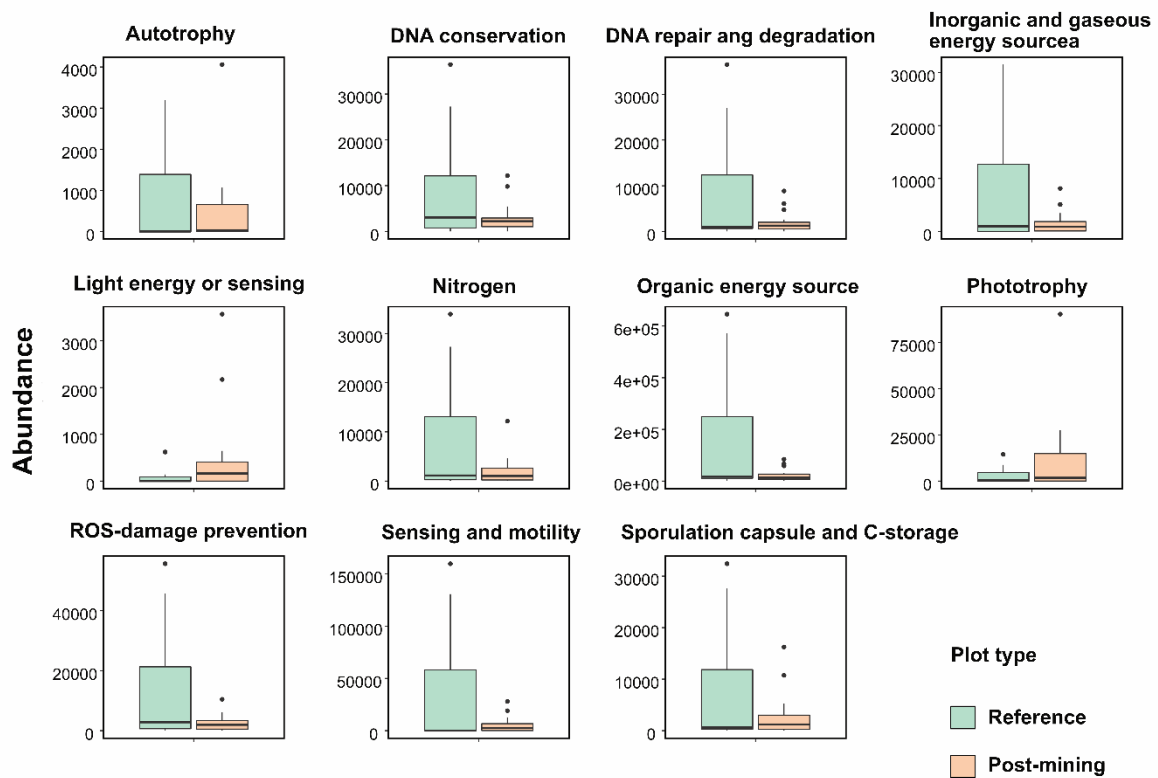 Autotrophy
DNA conservation
DNA repair ang degradation
Inorganic and gaseous
energy sourcea
4000
3000
2000
1000
0
30000
20000
10000
0
30000
20000
10000
0
30000
20000
10000
0
Light energy or sensing
Nitrogen
Organic energy source
Phototrophy
Abundance
3000
2000
1000
0
30000
20000
10000
0
6e+05
4e+05
2e+05
0e+00
75000
50000
25000
0
ROS-damage prevention
Sensing and motility
Sporulation capsule and C-storage
40000
20000
0
150000
100000
50000
0
30000
20000
10000
0
Plot type
Reference
Post-mining